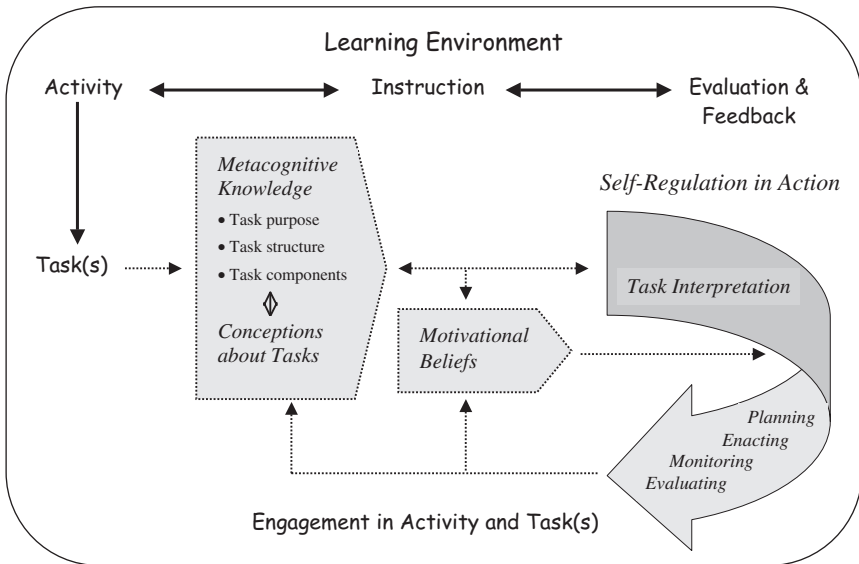 Learning Environment
Activity
Instruction
Evaluation &
Feedback
Metacognitive
Knowledge
• Task purpose
• Task structure
• Task components
Conceptions
about Tasks
Task(s)
Self-Regulation in Action
Task Interpretation
Motivational
Beliefs
Planning
Enacting
Monitoring
Evaluating
Engagement in Activity and Task(s)